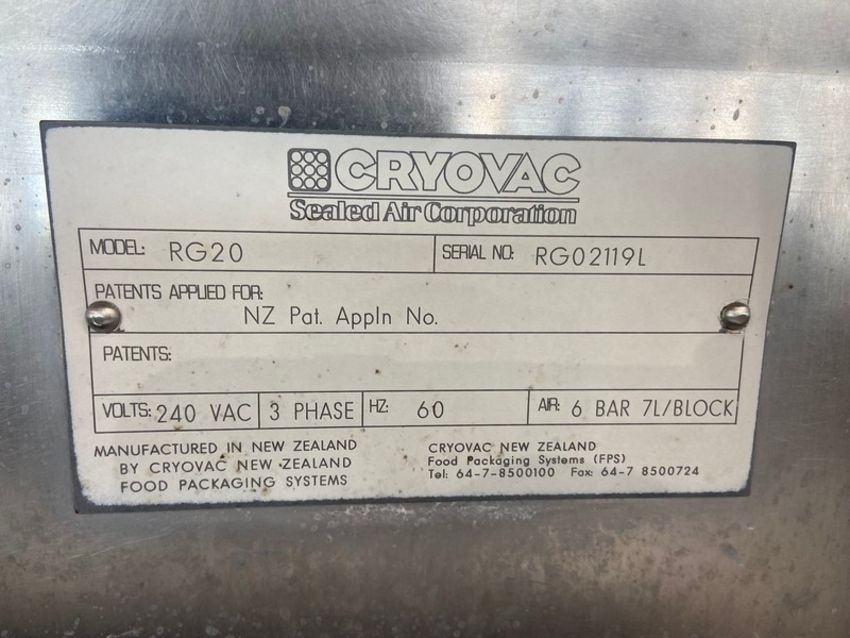 CRYOVAC
Sealed Air Corporation
MODEL: RG20 SERIAL NO: RG02119L
PATENTS APPLIED FOR:
NZ Pat. Appln No.
PATENTS:
VOLTS: 240 VAC 3 PHASE HZ: 60 AIR: 6 BAR 7L/BLOCK
MANUFACTURED IN NEW ZEALAND
BY CRYOVAC NEW ZEALAND
FOOD PACKAGING SYSTEMS
CRYOVAC NEW ZEALAND
Food Packaging Systems (FPS)
Tel: 64-7-8500100 Fax: 64-7 8500724